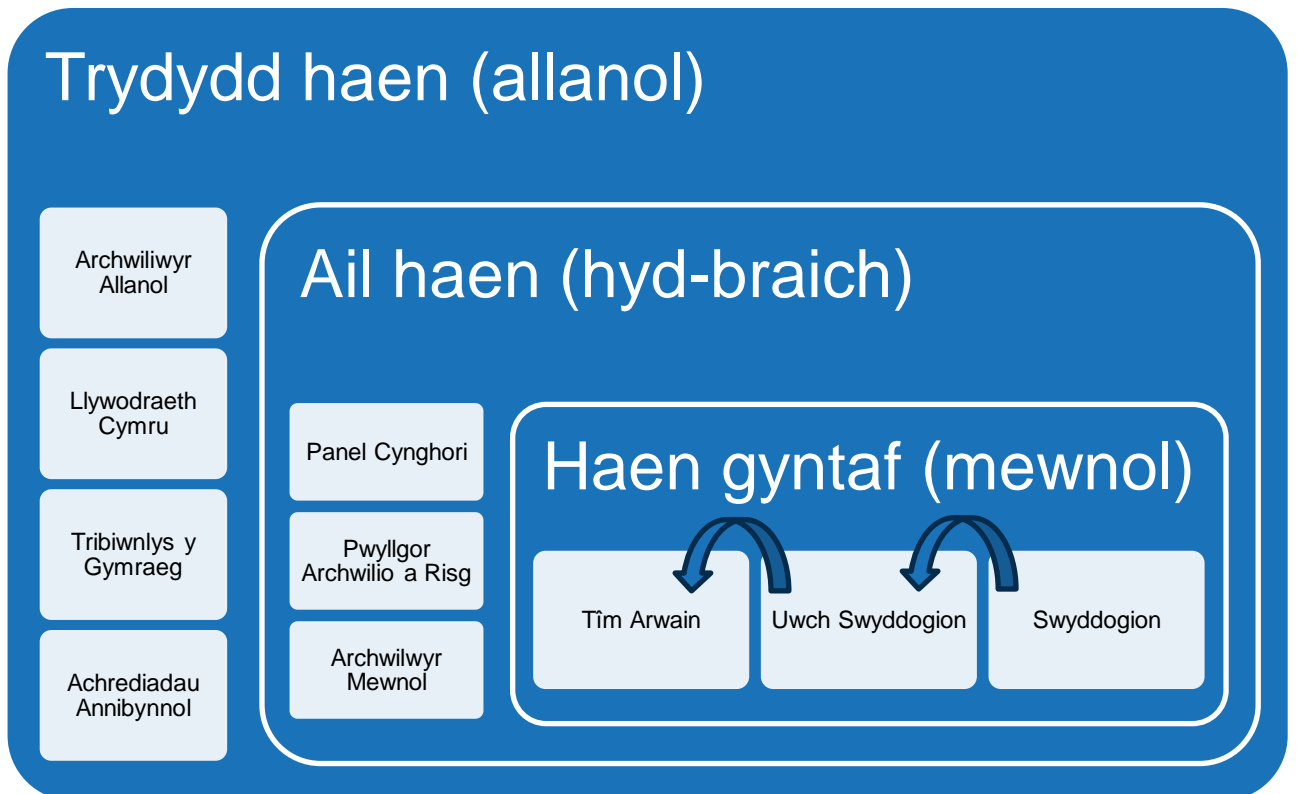 Trydydd haen (allanol)
Archwiliwyr
Allanol
Llywodraeth
Cymru
Tribiwnlys y
Gymraeg
Achrediadau
Annibynnol
Ail haen (hyd-braich)
Panel Cynghori
Pwyllgor
Archwilio a Risg
Archwilwyr
Mewnol
Haen gyntaf (mewnol)
Tîm Arwain
Uwch Swyddogion
Swyddogion